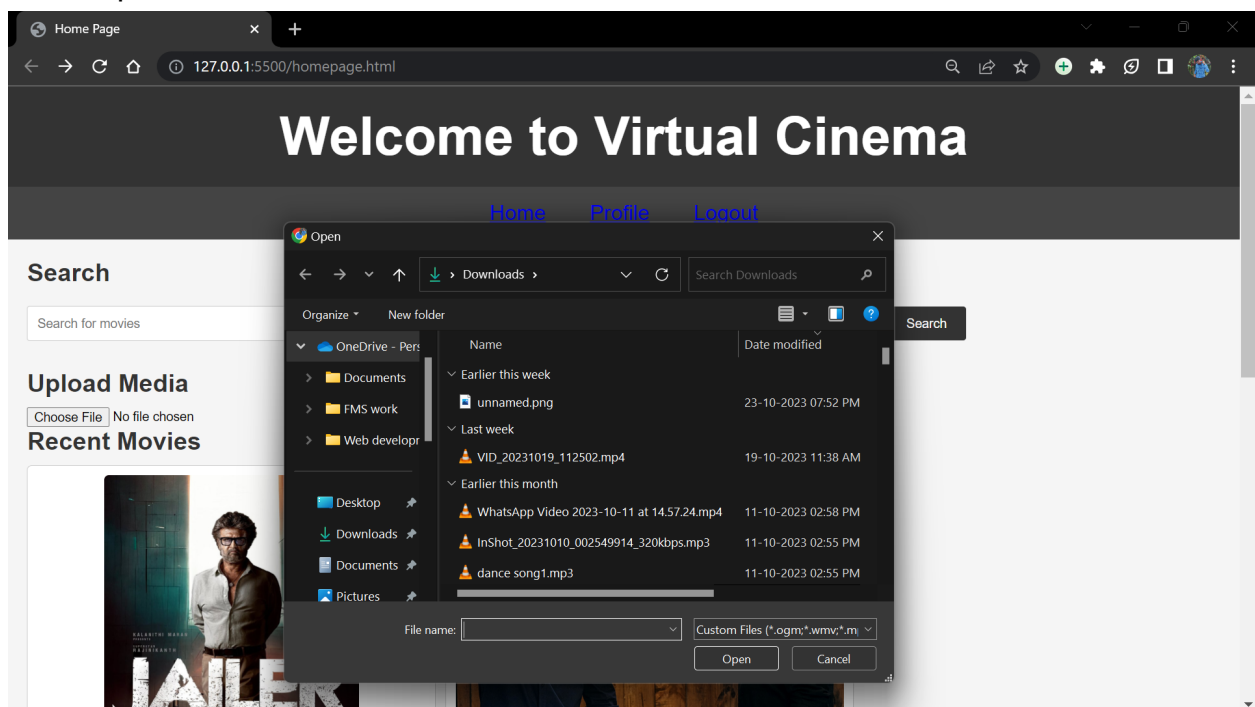 Home Page
127.0.0.1:5500/homepage.html
Welcome to Virtual Cinema
Home Profile Logout
Open
Downloads
Search Downloads
Organize New folder
Search
Search for movies
Search
Upload Media
Choose File No file chosen
Recent Movies
OneDrive - Pers
Documents
FMS work
Web developr
Desktop
Downloads
Documents
Pictures
Name Date modified
Earlier this week
unnamed.png 23-10-2023 07:52 PM
Last week
VID_20231019_112502.mp4 19-10-2023 11:38 AM
Earlier this month
WhatsApp Video 2023-10-11 at 14.57.24.mp4 11-10-2023 02:58 PM
InShot_20231010_002549914_320kbps.mp3 11-10-2023 02:55 PM
dance song1.mp3 11-10-2023 02:55 PM
File name: Custom Files (*.ogm;*.wmv;*.m
Open Cancel
KALANITHI MARAN
RAJINIKANTH
JAILER